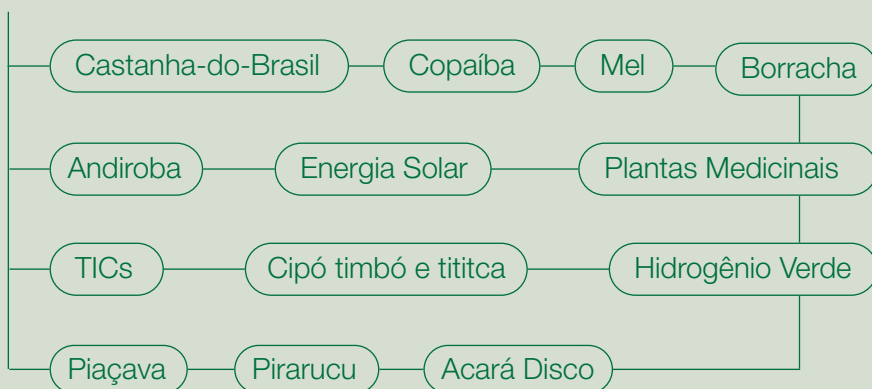 Castanha-do-Brasil Copaíba Mel Borracha
Andiroba Energia Solar Plantas Medicinais
TICs Cipó timbó e tititca Hidrogênio Verde
Piaçava Pirarucu Acará Disco